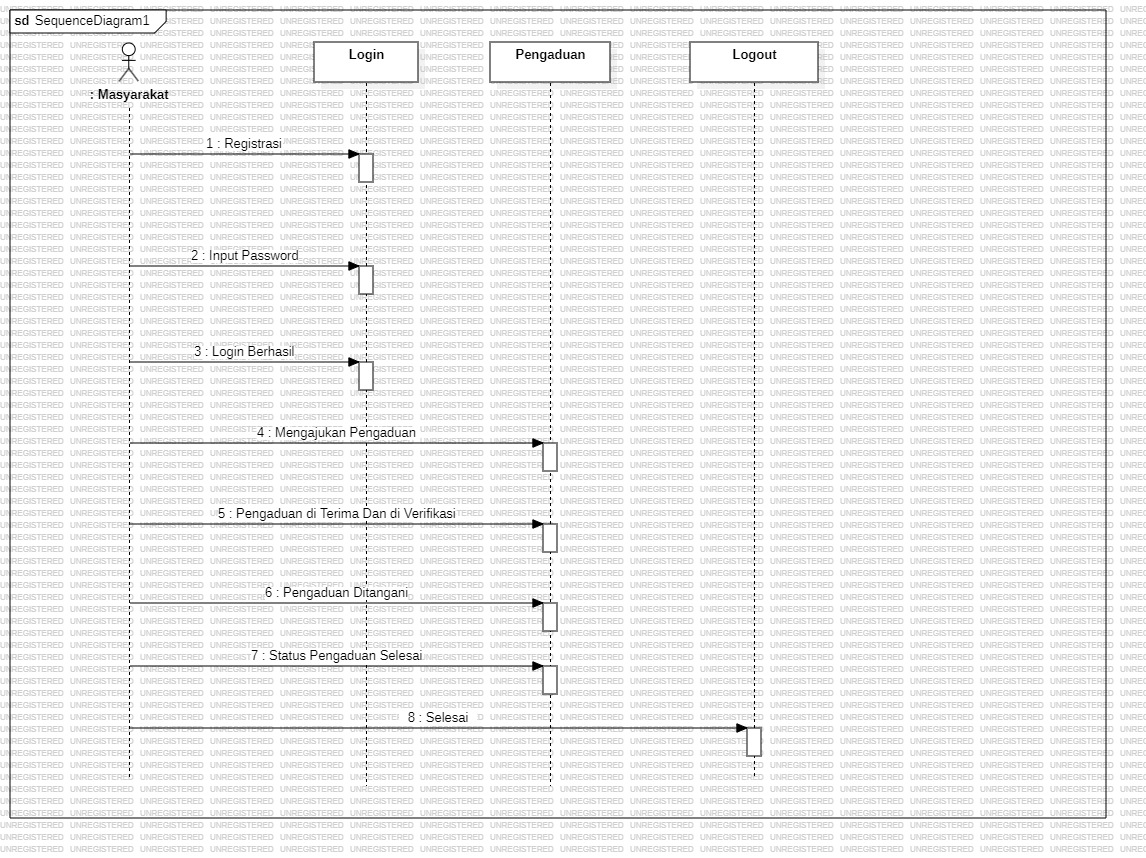 sd SequenceDiagram1
Login
Pengaduan
Logout
: Masyarakat
1 : Registrasi
2 : Input Password
3 : Login Berhasil
4 : Mengajukan Pengaduan
5 : Pengaduan di Terima Dan di Verifikasi
6 : Pengaduan Ditangani
7 : Status Pengaduan Selesai
8 : Selesai
UNREGISTERED